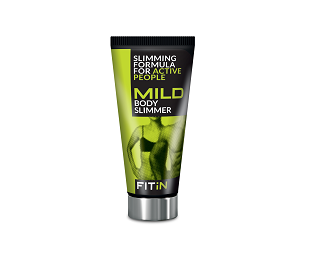 SLIMMING
FORMULA
FOR ACTIVE
PEOPLE
MILD
BODY
SLIMMER
FITiN